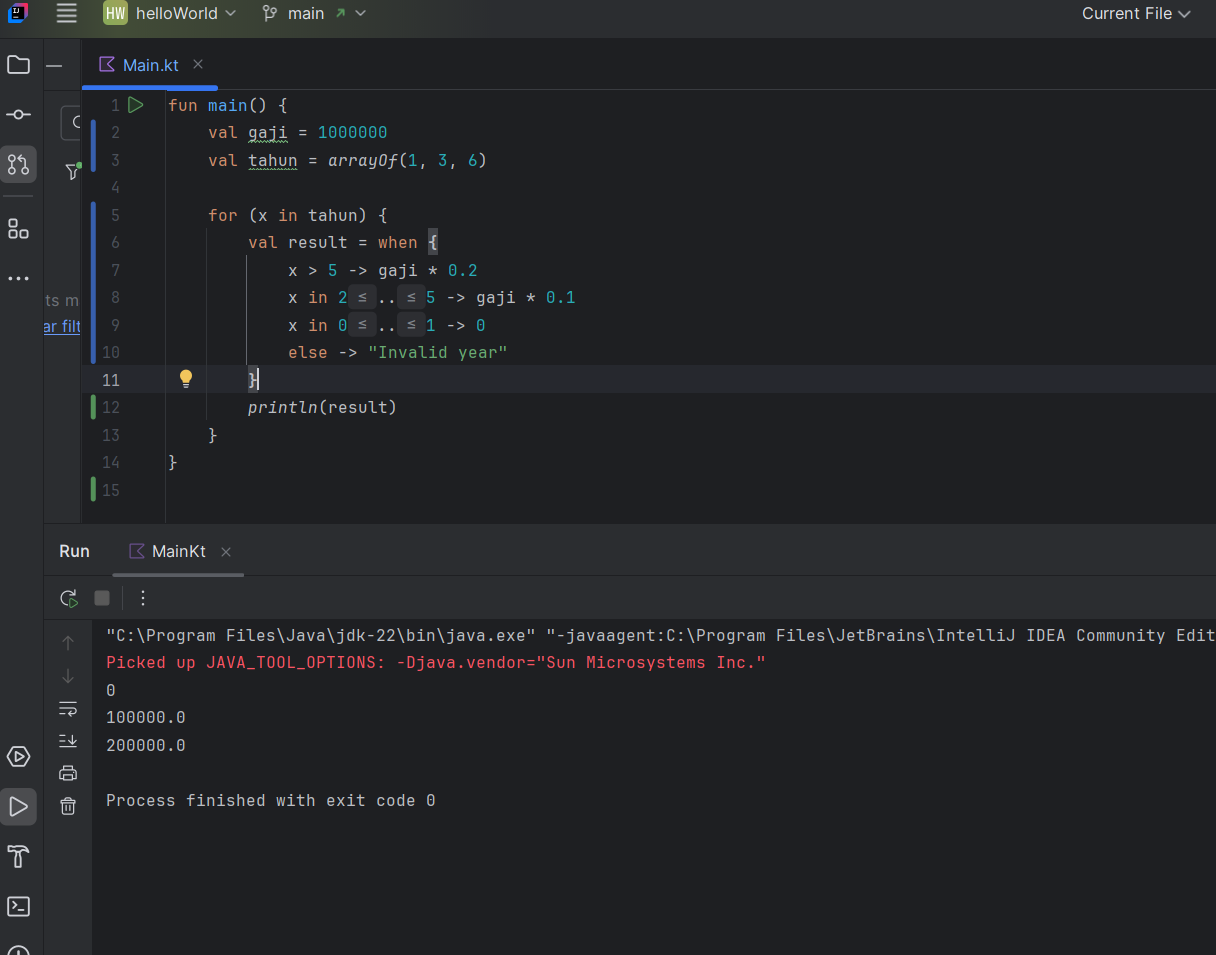 HW helloWorld main Current File
Main.kt
1 fun main() {
2 val gaji = 1000000
3 val tahun = arrayOf(1, 3, 6)
4
5 for (x in tahun) {
6 val result = when {
7 x > 5 -> gaji * 0.2
8 x in 2 ≤ .. ≤ 5 -> gaji * 0.1
9 x in 0 ≤ .. ≤ 1 -> 0
10 else -> "Invalid year"
11 }
12 println(result)
13 }
14 }
15
ts m
ar filt
Run MainKt
"C:\Program Files\Java\jdk-22\bin\java.exe" "-javaagent:C:\Program Files\JetBrains\IntelliJ IDEA Community Edit
Picked up JAVA_TOOL_OPTIONS: -Djava.vendor="Sun Microsystems Inc."
0
100000.0
200000.0
Process finished with exit code 0